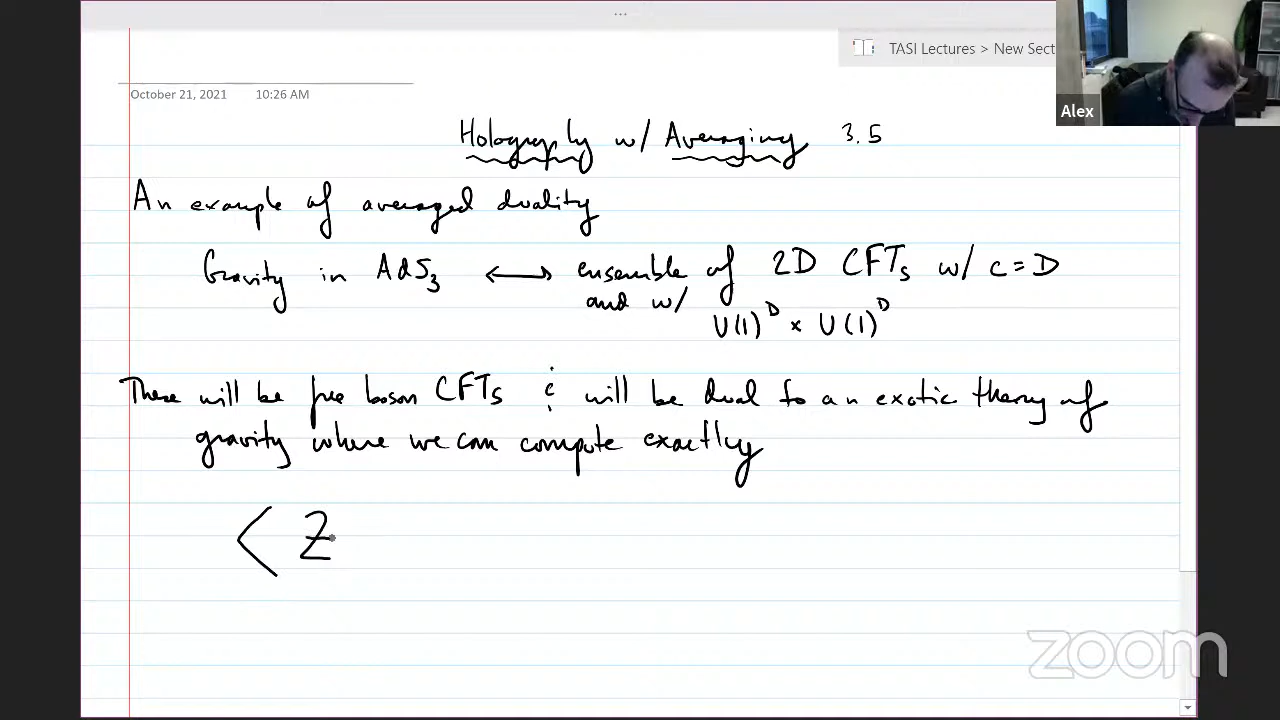 TASI Lectures > New Sect
Alex
October 21, 2021 10:26 AM
Holography w/ Averaging 3.5
An example of averaged duality
Gravity in AdS₃ ⟷ ensemble of 2D CFTs w/ c = D
and w/ U(1)^D × U(1)^D
These will be free boson CFTs & will be dual to an exotic theory of
gravity where we can compute exactly
⟨ Z
zoom